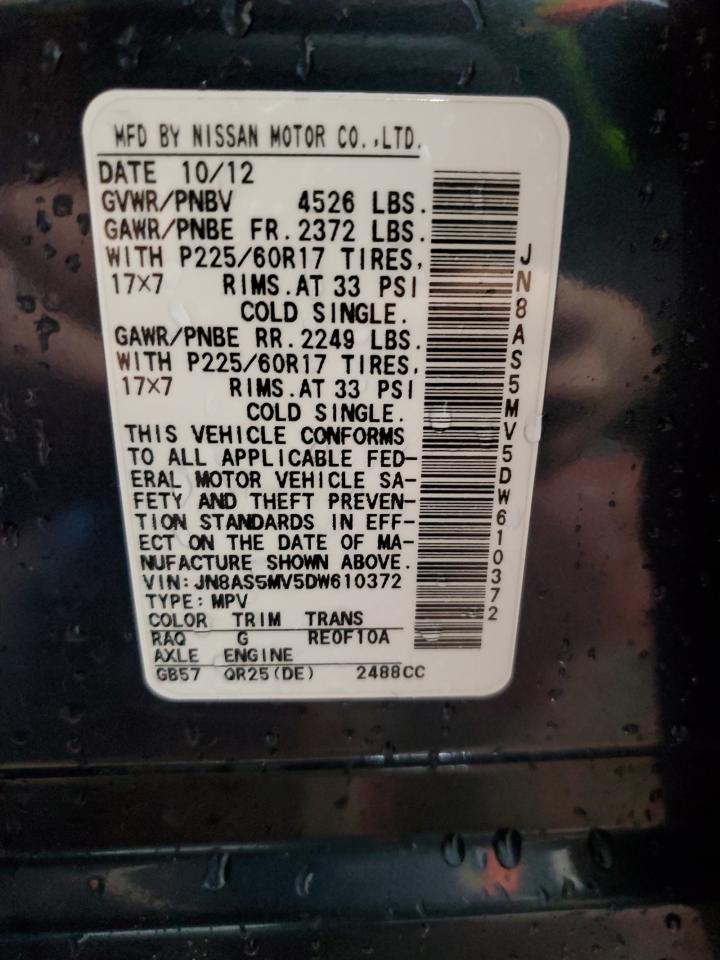 MFD BY NISSAN MOTOR CO.,LTD.
DATE 10/12
GVWR/PNBV 4526 LBS.
GAWR/PNBE FR.2372 LBS.
WITH P225/60R17 TIRES,
17X7 RIMS.AT 33 PSI
COLD SINGLE.
GAWR/PNBE RR.2249 LBS.
WITH P225/60R17 TIRES,
17X7 RIMS.AT 33 PSI
COLD SINGLE.
THIS VEHICLE CONFORMS
TO ALL APPLICABLE FED-
ERAL MOTOR VEHICLE SA-
FETY AND THEFT PREVEN-
TION STANDARDS IN EFF-
ECT ON THE DATE OF MA-
NUFACTURE SHOWN ABOVE.
VIN:JN8AS5MV5DW610372
TYPE:MPV
COLOR TRIM TRANS
RAQ G RE0F10A
AXLE ENGINE
GB57 QR25(DE) 2488CC
JN8AS5MV5DW610372